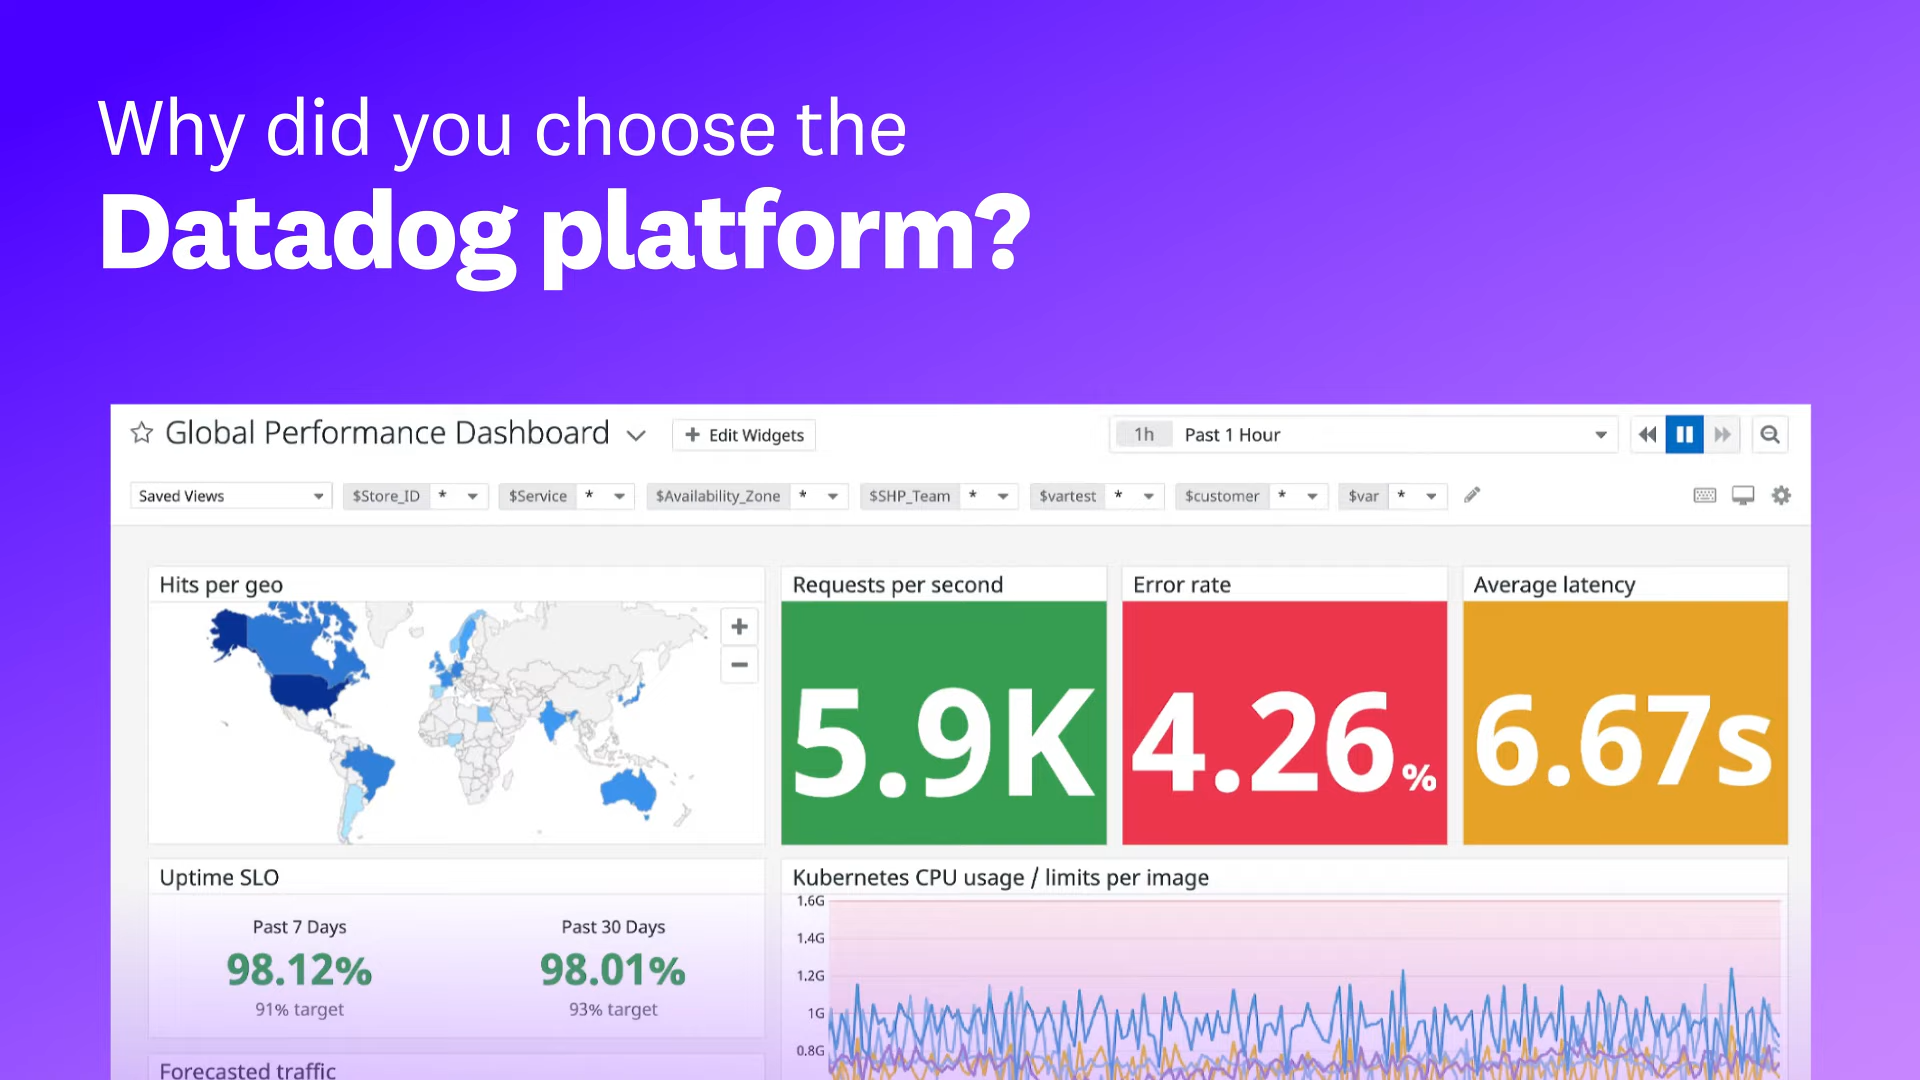 Why did you choose the
Datadog platform?
Global Performance Dashboard
+ Edit Widgets
1h Past 1 Hour
Saved Views
$Store_ID *
$Service *
$Availability_Zone *
$SHP_Team *
$vartest *
$customer *
$var *
Hits per geo
+
−
Requests per second
5.9K
Error rate
4.26%
Average latency
6.67s
Uptime SLO
Past 7 Days
98.12%
91% target
Past 30 Days
98.01%
93% target
Kubernetes CPU usage / limits per image
1.6G
1.4G
1.2G
1G
0.8G
Forecasted traffic